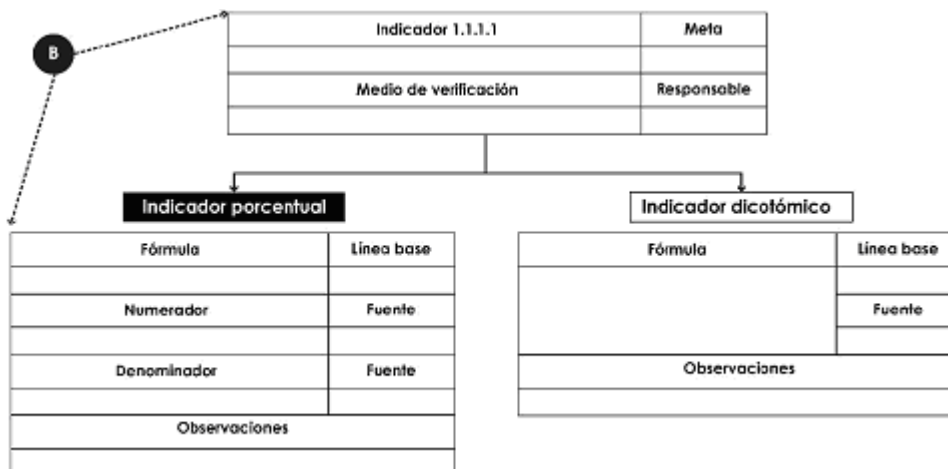 B
Indicador 1.1.1.1 Meta
Medio de verificación Responsable
Indicador porcentual
Fórmula Línea base
Numerador Fuente
Denominador Fuente
Observaciones
Indicador dicotómico
Fórmula Línea base
Fuente
Observaciones